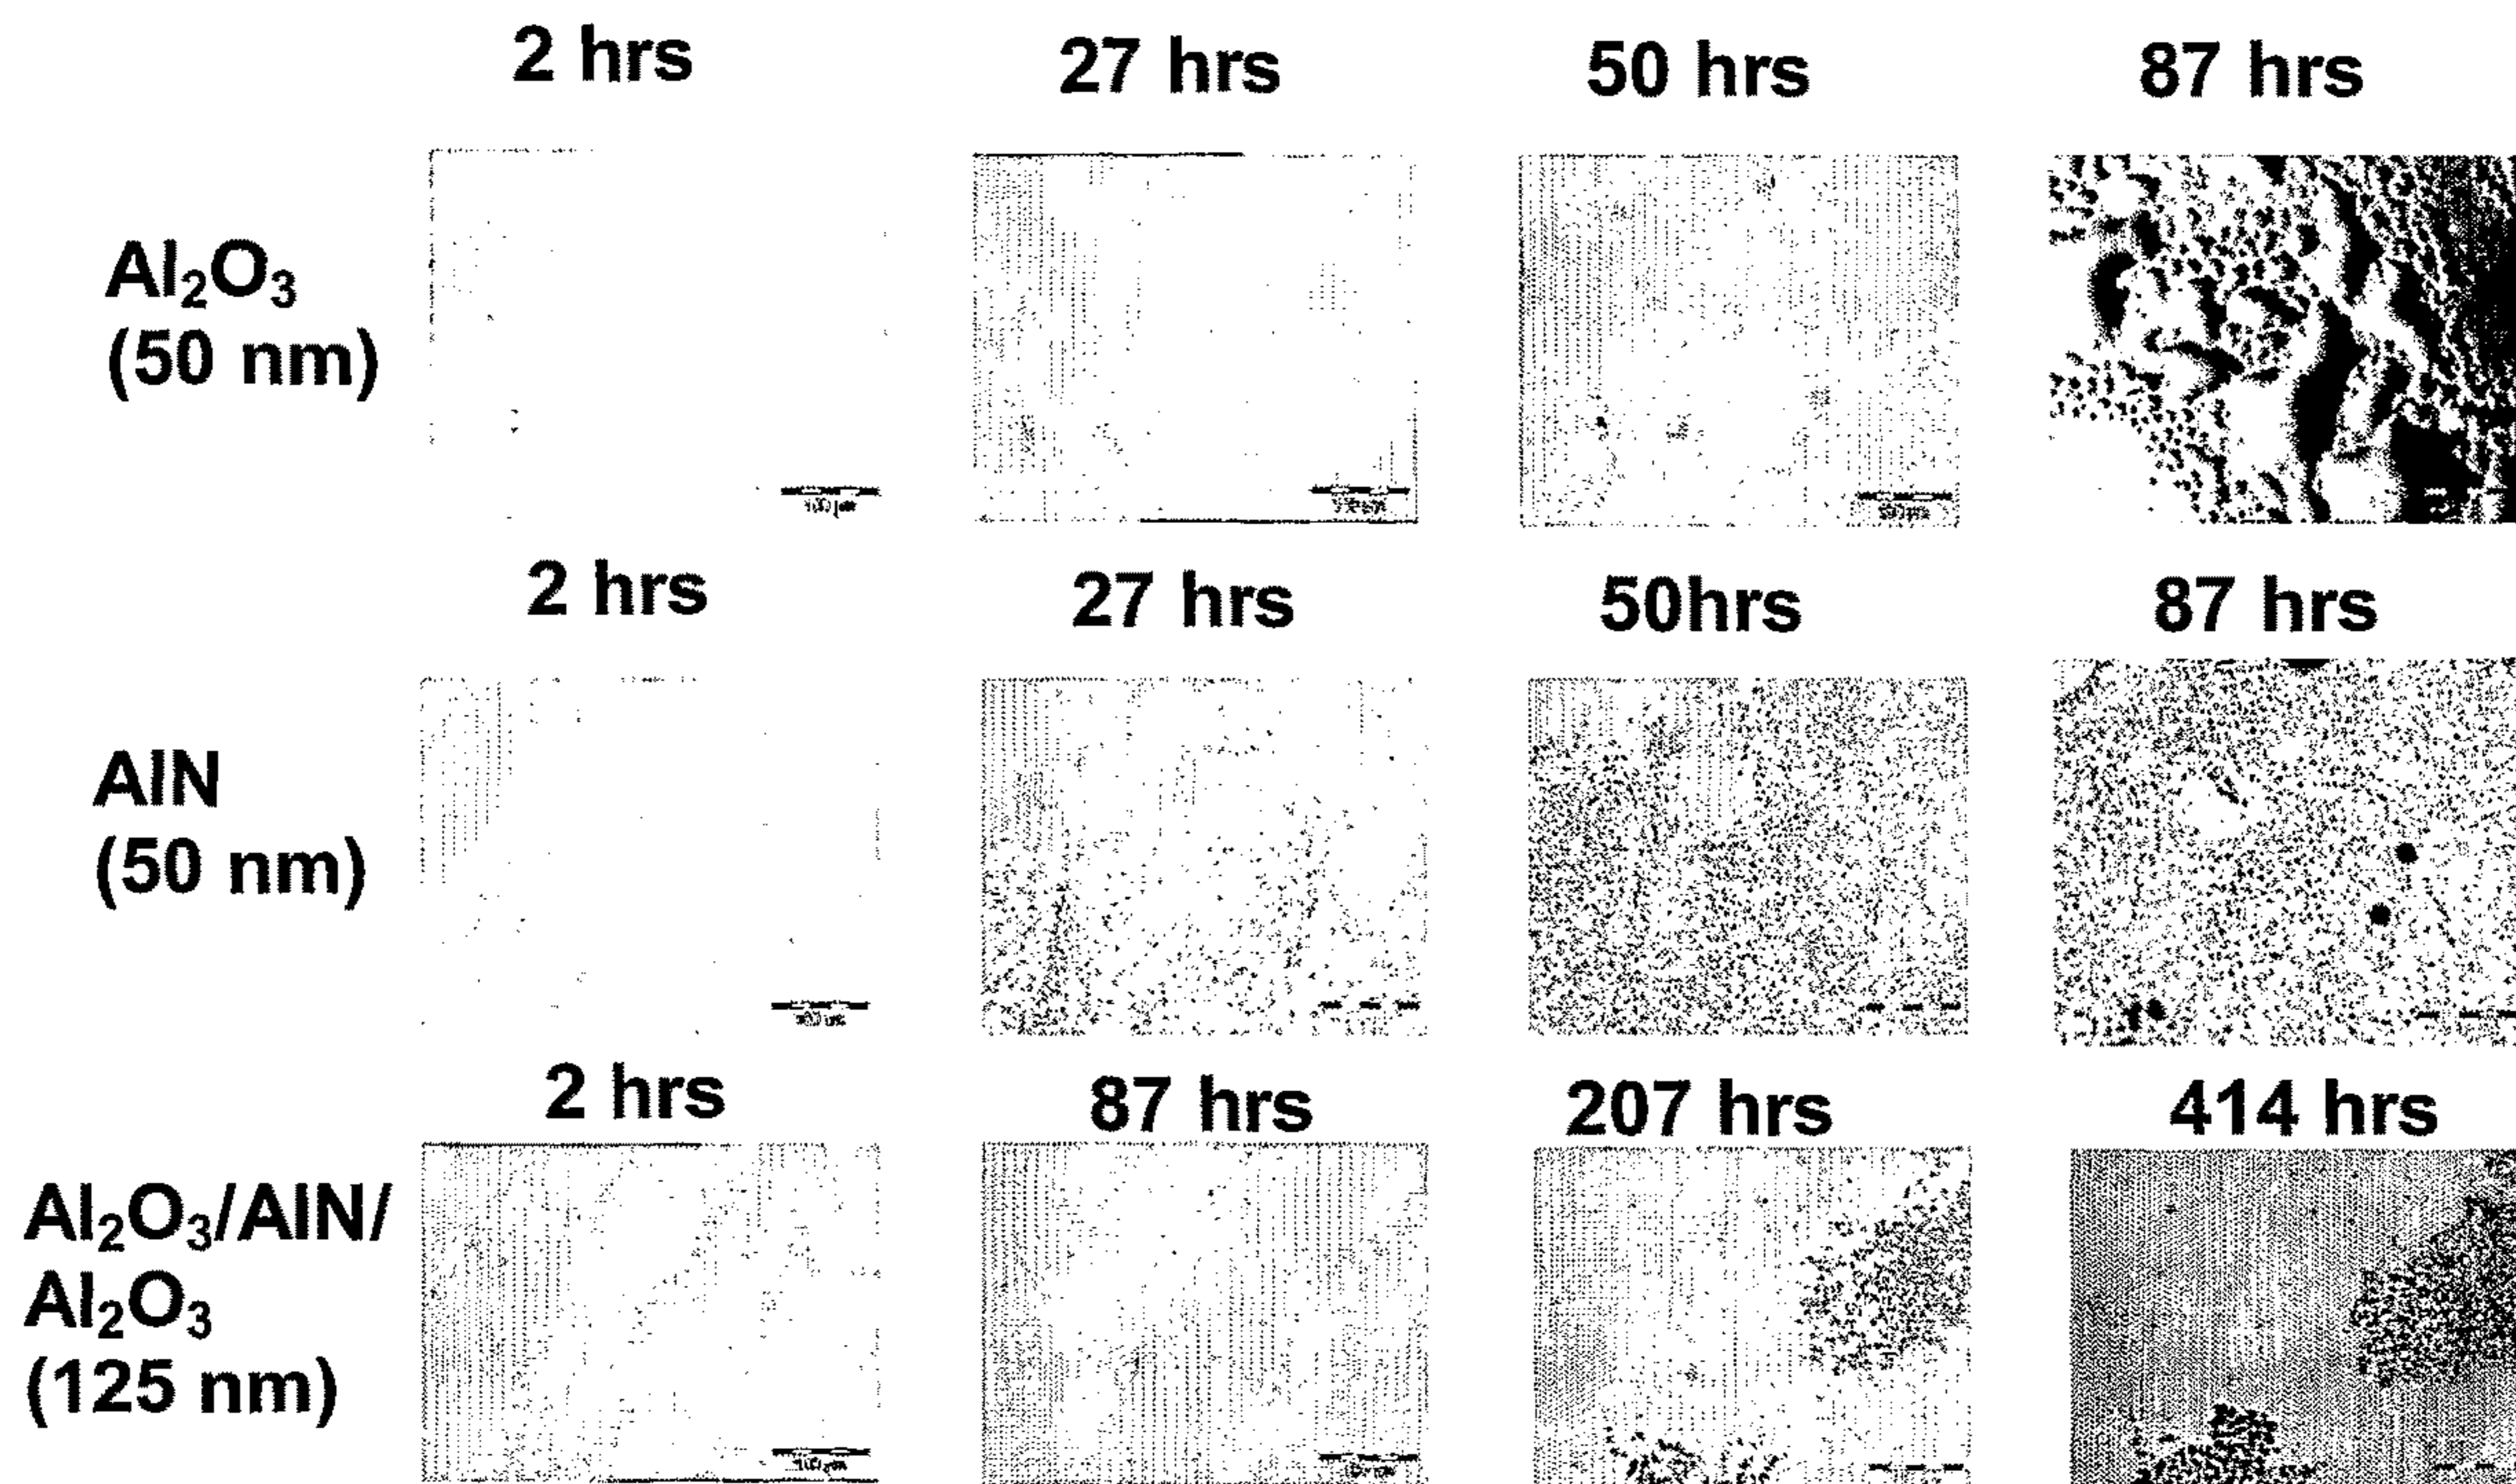 2 hrs 27 hrs 50 hrs 87 hrs
Al₂O₃
(50 nm)
2 hrs 27 hrs 50hrs 87 hrs
AlN
(50 nm)
2 hrs 87 hrs 207 hrs 414 hrs
Al₂O₃/AlN/
Al₂O₃
(125 nm)